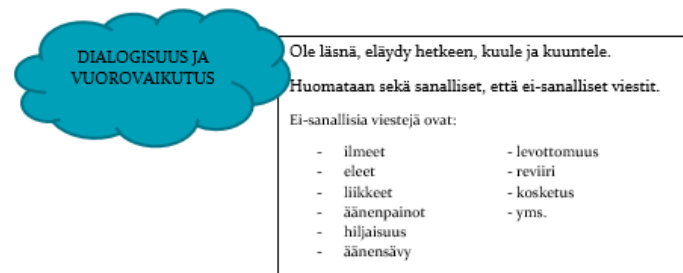 DIALOGISUUS JA
VUOROVAIKUTUS
Ole läsnä, eläydy hetkeen, kuule ja kuuntele.
Huomataan sekä sanalliset, että ei-sanalliset viestit.
Ei-sanallisia viestejä ovat:
- ilmeet
- eleet
- liikkeet
- äänenpainot
- hiljaisuus
- äänensävy
- levottomuus
- reviiri
- kosketus
- yms.